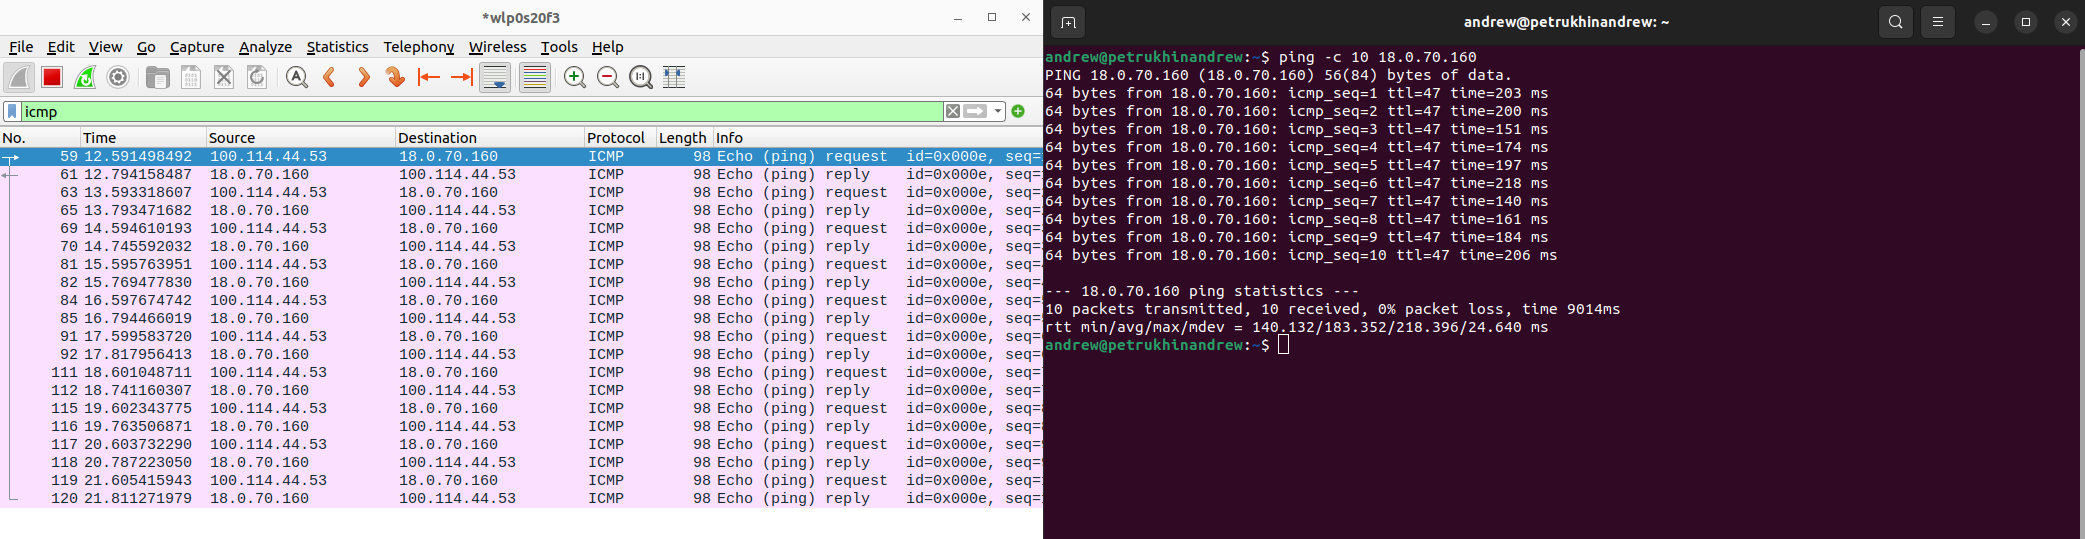 *wlp0s20f3
File Edit View Go Capture Analyze Statistics Telephony Wireless Tools Help
icmp
No. Time Source Destination Protocol Length Info
59 12.591498492 100.114.44.53 18.0.70.160 ICMP 98 Echo (ping) request id=0x000e, seq=
61 12.794158487 18.0.70.160 100.114.44.53 ICMP 98 Echo (ping) reply id=0x000e, seq=
63 13.593318607 100.114.44.53 18.0.70.160 ICMP 98 Echo (ping) request id=0x000e, seq=
65 13.793471682 18.0.70.160 100.114.44.53 ICMP 98 Echo (ping) reply id=0x000e, seq=
69 14.594610193 100.114.44.53 18.0.70.160 ICMP 98 Echo (ping) request id=0x000e, seq=
70 14.745592032 18.0.70.160 100.114.44.53 ICMP 98 Echo (ping) reply id=0x000e, seq=
81 15.595763951 100.114.44.53 18.0.70.160 ICMP 98 Echo (ping) request id=0x000e, seq=
82 15.769477830 18.0.70.160 100.114.44.53 ICMP 98 Echo (ping) reply id=0x000e, seq=
84 16.597674742 100.114.44.53 18.0.70.160 ICMP 98 Echo (ping) request id=0x000e, seq=
85 16.794466019 18.0.70.160 100.114.44.53 ICMP 98 Echo (ping) reply id=0x000e, seq=
91 17.599583720 100.114.44.53 18.0.70.160 ICMP 98 Echo (ping) request id=0x000e, seq=
92 17.817956413 18.0.70.160 100.114.44.53 ICMP 98 Echo (ping) reply id=0x000e, seq=
111 18.601048711 100.114.44.53 18.0.70.160 ICMP 98 Echo (ping) request id=0x000e, seq=
112 18.741160307 18.0.70.160 100.114.44.53 ICMP 98 Echo (ping) reply id=0x000e, seq=
115 19.602343775 100.114.44.53 18.0.70.160 ICMP 98 Echo (ping) request id=0x000e, seq=
116 19.763506871 18.0.70.160 100.114.44.53 ICMP 98 Echo (ping) reply id=0x000e, seq=
117 20.603732290 100.114.44.53 18.0.70.160 ICMP 98 Echo (ping) request id=0x000e, seq=
118 20.787223050 18.0.70.160 100.114.44.53 ICMP 98 Echo (ping) reply id=0x000e, seq=
119 21.605415943 100.114.44.53 18.0.70.160 ICMP 98 Echo (ping) request id=0x000e, seq=
120 21.811271979 18.0.70.160 100.114.44.53 ICMP 98 Echo (ping) reply id=0x000e, seq=
andrew@petrukhinandrew: ~
andrew@petrukhinandrew:~$ ping -c 10 18.0.70.160
PING 18.0.70.160 (18.0.70.160) 56(84) bytes of data.
64 bytes from 18.0.70.160: icmp_seq=1 ttl=47 time=203 ms
64 bytes from 18.0.70.160: icmp_seq=2 ttl=47 time=200 ms
64 bytes from 18.0.70.160: icmp_seq=3 ttl=47 time=151 ms
64 bytes from 18.0.70.160: icmp_seq=4 ttl=47 time=174 ms
64 bytes from 18.0.70.160: icmp_seq=5 ttl=47 time=197 ms
64 bytes from 18.0.70.160: icmp_seq=6 ttl=47 time=218 ms
64 bytes from 18.0.70.160: icmp_seq=7 ttl=47 time=140 ms
64 bytes from 18.0.70.160: icmp_seq=8 ttl=47 time=161 ms
64 bytes from 18.0.70.160: icmp_seq=9 ttl=47 time=184 ms
64 bytes from 18.0.70.160: icmp_seq=10 ttl=47 time=206 ms
--- 18.0.70.160 ping statistics ---
10 packets transmitted, 10 received, 0% packet loss, time 9014ms
rtt min/avg/max/mdev = 140.132/183.352/218.396/24.640 ms
andrew@petrukhinandrew:~$